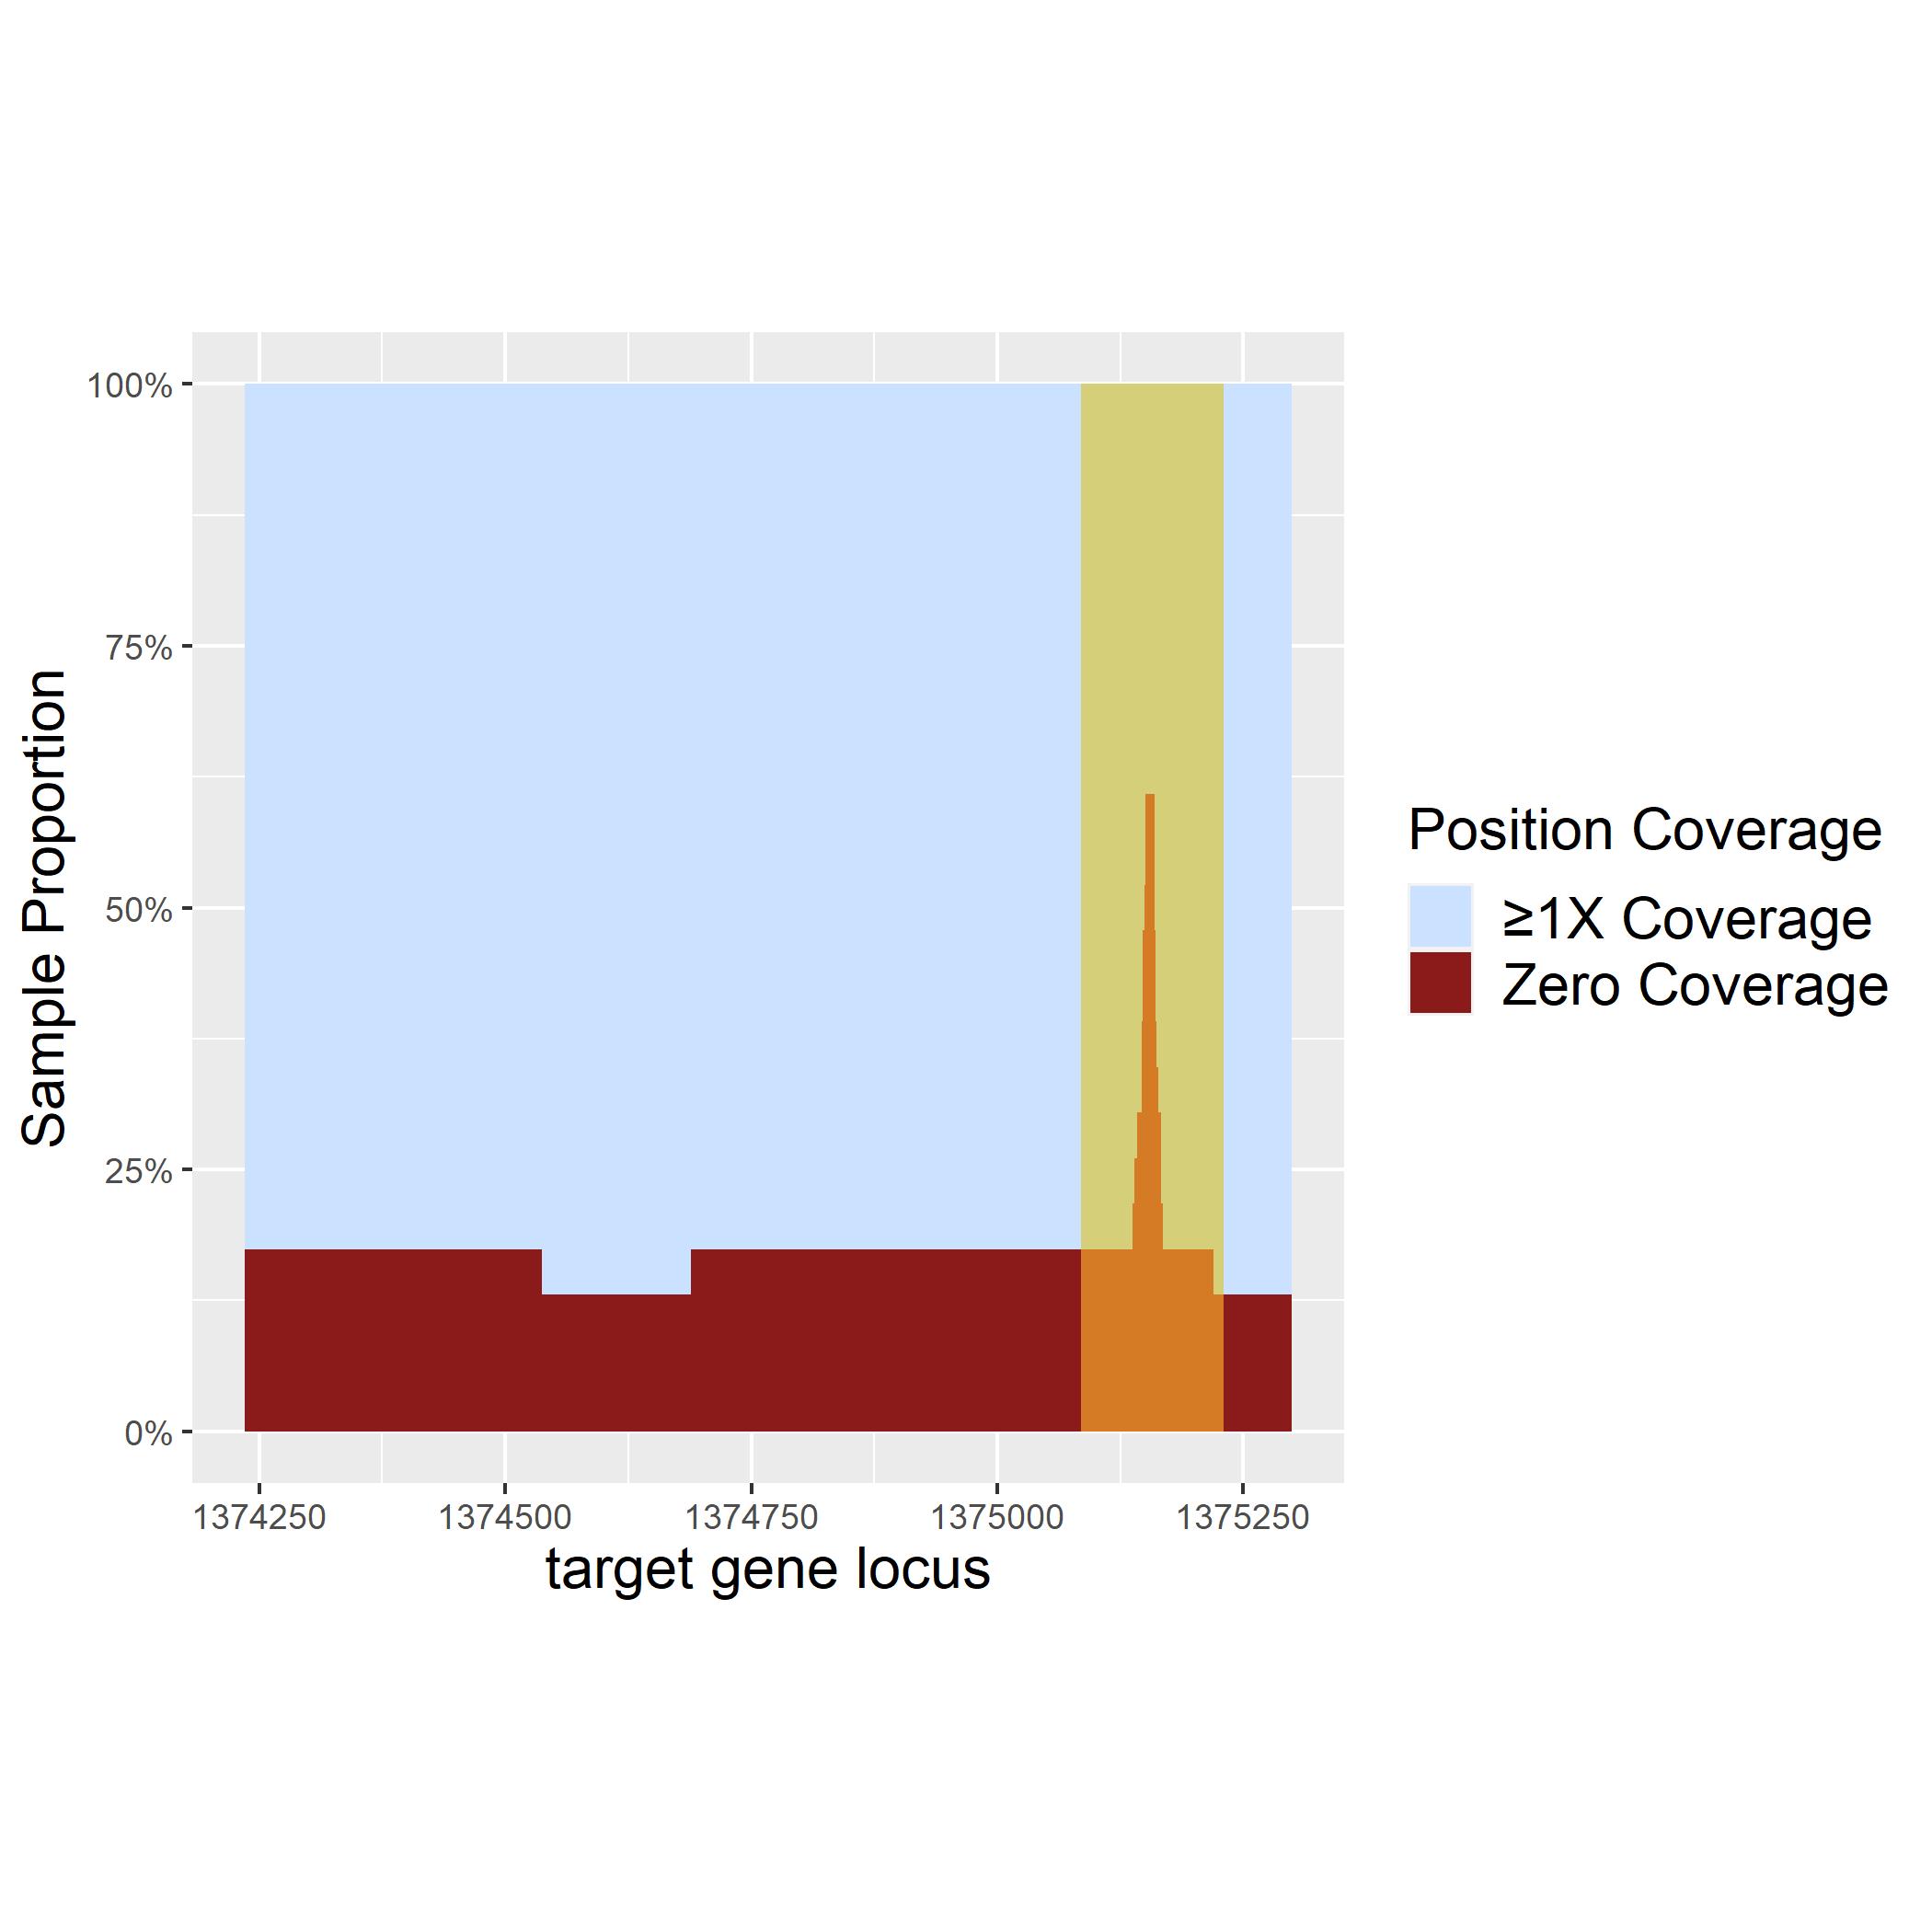 100%
75%
50%
25%
0%
Sample Proportion
1374250 1374500 1374750 1375000 1375250
target gene locus
Position Coverage
≥1X Coverage
Zero Coverage